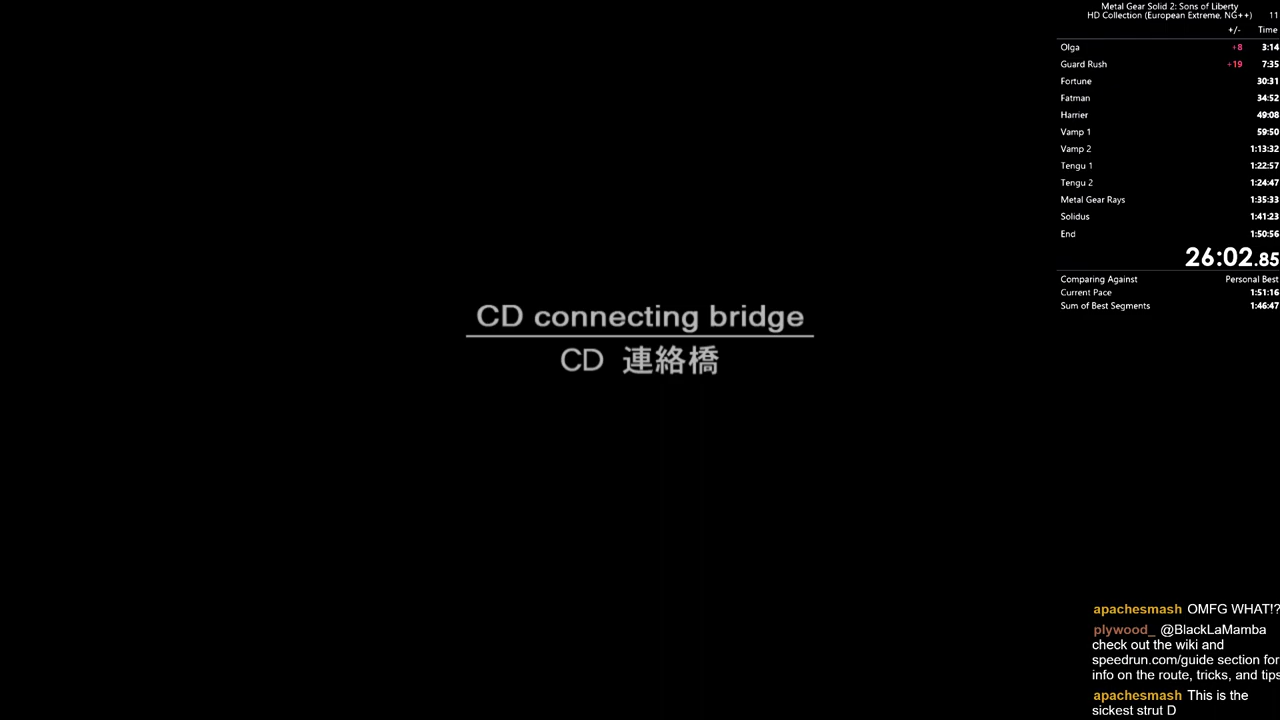 Metal Gear Solid 2: Sons of Liberty
HD Collection (European Extreme, NG++) 11
+/- Time
Olga +8 3:14
Guard Rush +19 7:35
Fortune 30:31
Fatman 34:52
Harrier 49:08
Vamp 1 59:50
Vamp 2 1:13:32
Tengu 1 1:22:57
Tengu 2 1:24:47
Metal Gear Rays 1:35:33
Solidus 1:41:23
End 1:50:56
26:02.85
Comparing Against Personal Best
Current Pace 1:51:16
Sum of Best Segments 1:46:47
CD connecting bridge
CD 連絡橋
apachesmash OMFG WHAT!?
plywood_ @BlackLaMamba
check out the wiki and
speedrun.com/guide section for
info on the route, tricks, and tips
apachesmash This is the
sickest strut D